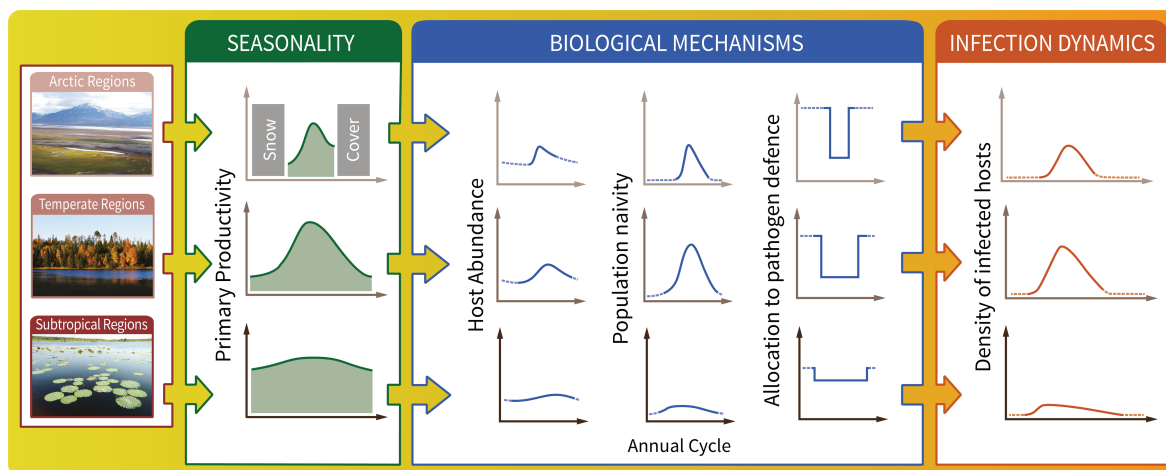 SEASONALITY
BIOLOGICAL MECHANISMS
INFECTION DYNAMICS
Arctic Regions
Temperate Regions
Subtropical Regions
Primary Productivity
Snow
Cover
Host Abundance
Population naivity
Allocation to pathogen defence
Annual Cycle
Density of infected hosts